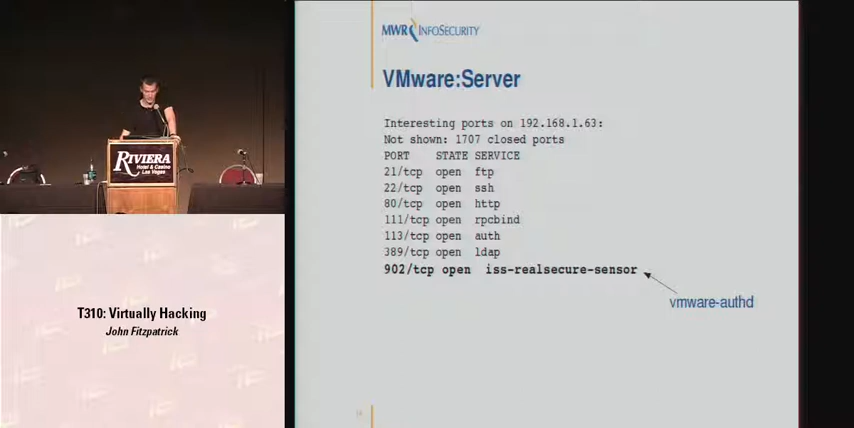 RIVIERA
Hotel & Casino
Las Vegas
T310: Virtually Hacking
John Fitzpatrick
MWR INFOSECURITY
VMware:Server
Interesting ports on 192.168.1.63:
Not shown: 1707 closed ports
PORT STATE SERVICE
21/tcp open ftp
22/tcp open ssh
80/tcp open http
111/tcp open rpcbind
113/tcp open auth
389/tcp open ldap
902/tcp open iss-realsecure-sensor
vmware-authd